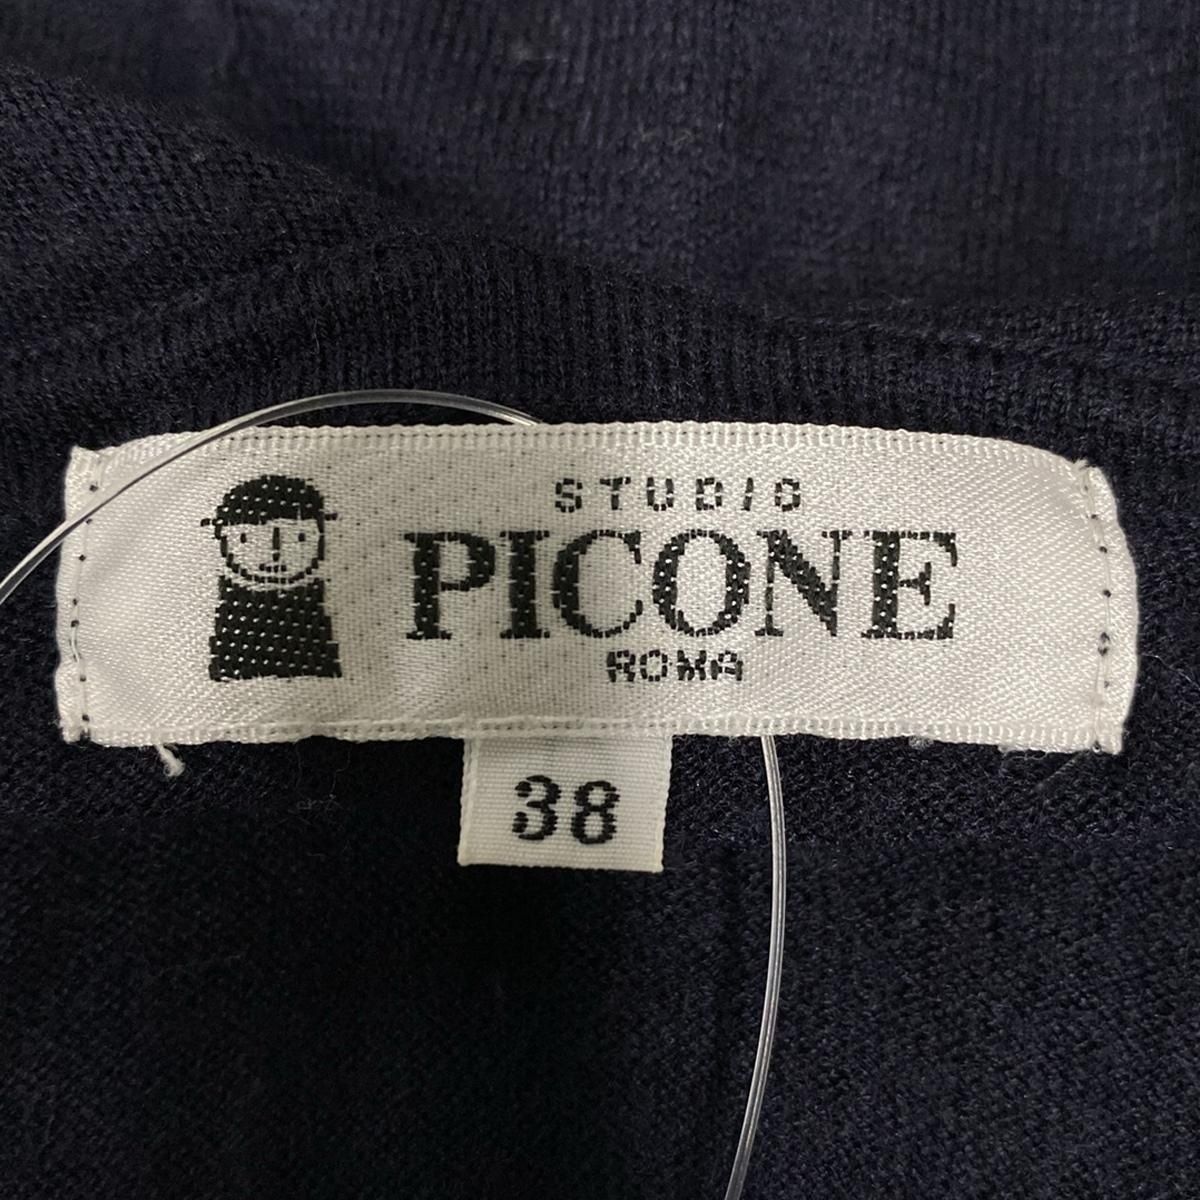 STUDIO
PICONE
ROMA
38